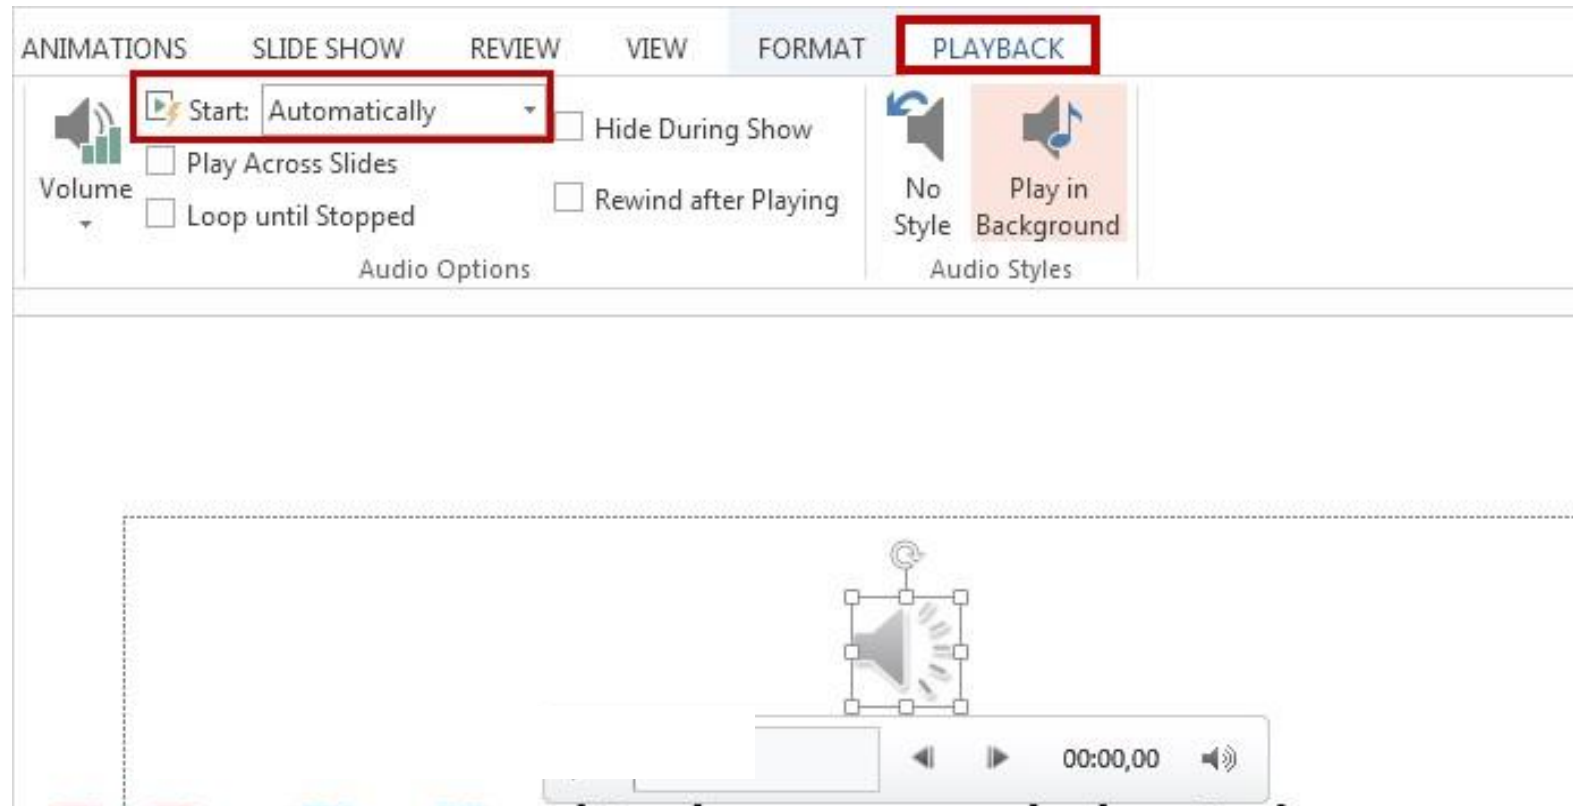 ANIMATIONS SLIDE SHOW REVIEW VIEW FORMAT PLAYBACK
Start: Automatically
Hide During Show
Play Across Slides
Volume
Rewind after Playing
Loop until Stopped
No Style
Play in Background
Audio Options
Audio Styles
00:00,00